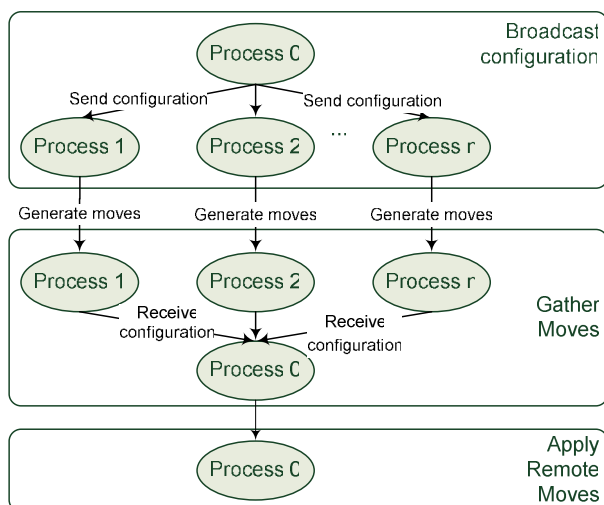 Broadcast
configuration
Process 0
Send configuration
Send configuration
Process 1
Process 2
...
Process n
Generate moves
Generate moves
Generate moves
Process 1
Process 2
Process n
Receive
configuration
Receive
configuration
Gather
Moves
Process 0
Apply
Remote
Moves
Process 0